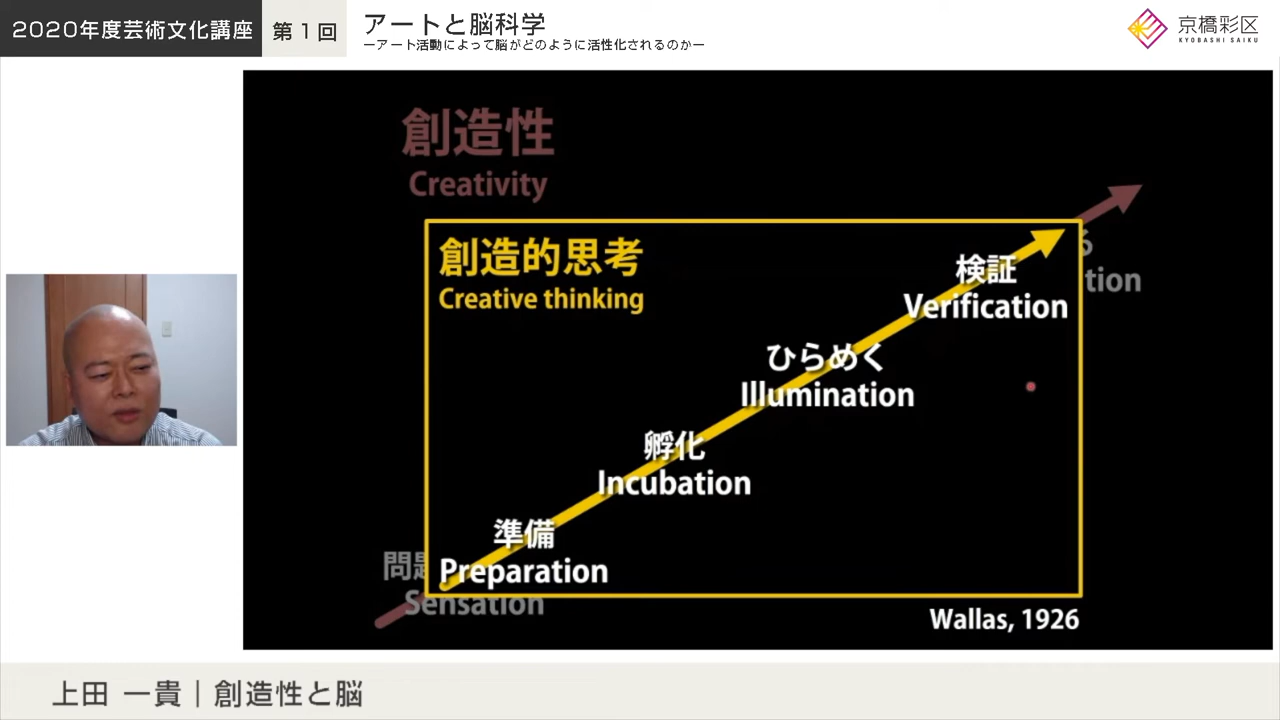 2020年度芸術文化講座
第1回
アートと脳科学
ーアート活動によって脳がどのように活性化されるのかー
京橋彩区
KYOBASHI SAIKU
創造性
Creativity
創造的思考
Creative thinking
検証
Verification
る
tion
ひらめく
Illumination
孵化
Incubation
準備
Preparation
問題
Sensation
Wallas, 1926
上田 一貴｜創造性と脳